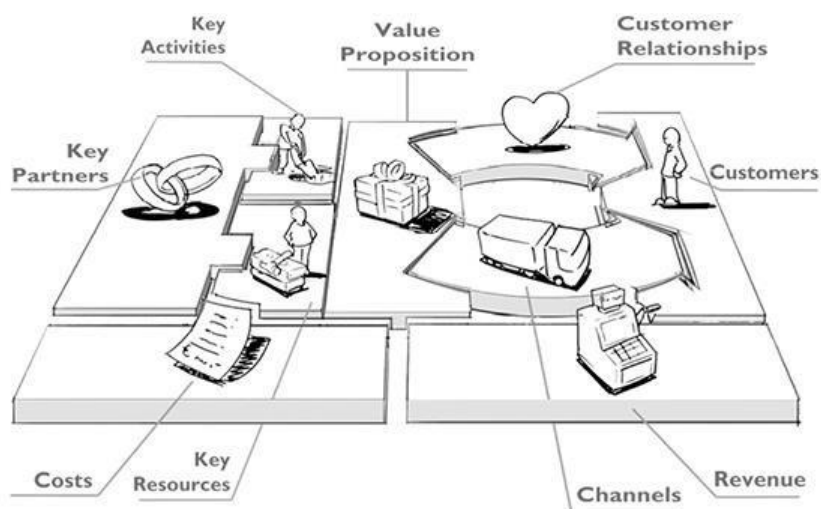 Key
Activities
Value
Proposition
Customer
Relationships
Key
Partners
Customers
Costs
Key
Resources
Channels
Revenue